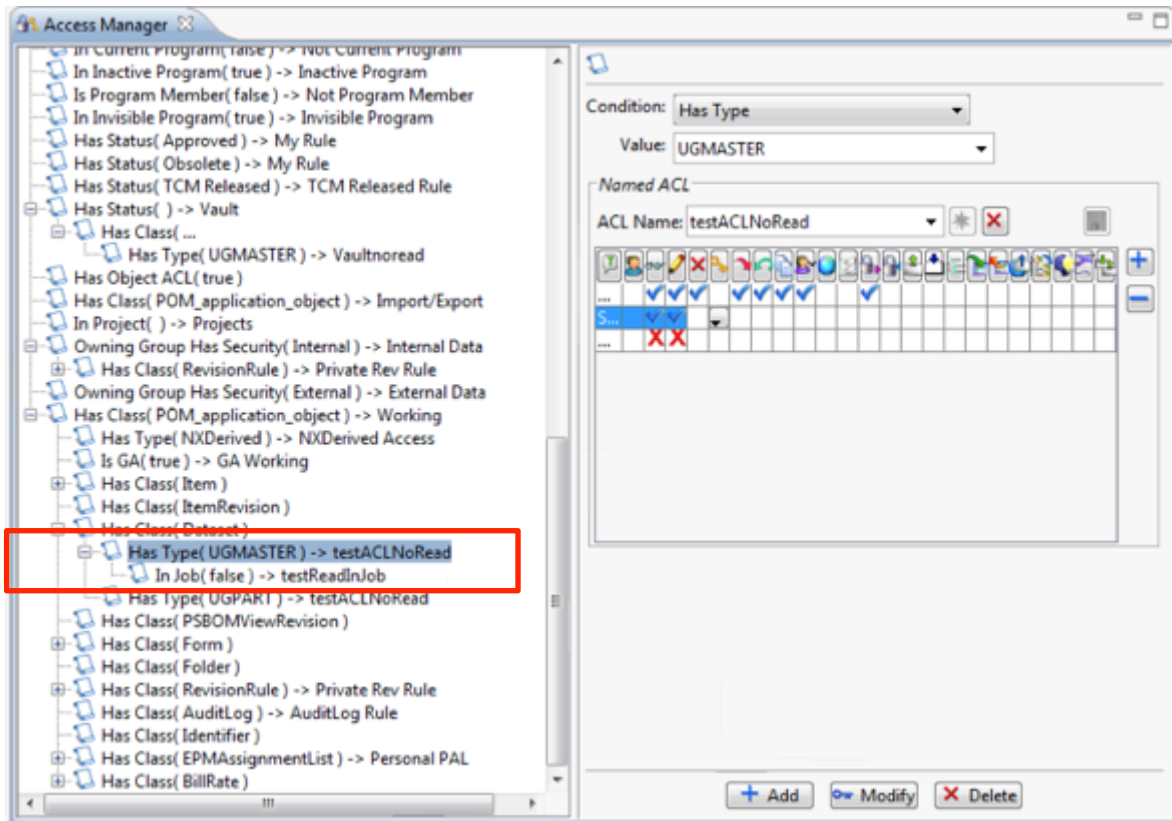 Access Manager
In Current Program( false ) -> Not Current Program
In Inactive Program( true ) -> Inactive Program
Is Program Member( false ) -> Not Program Member
In Invisible Program( true ) -> Invisible Program
Has Status( Approved ) -> My Rule
Has Status( Obsolete ) -> My Rule
Has Status( TCM Released ) -> TCM Released Rule
Has Status( ) -> Vault
Has Class( ...
Has Type( UGMASTER ) -> Vaultnoread
Has Object ACL( true )
Has Class( POM_application_object ) -> Import/Export
In Project( ) -> Projects
Owning Group Has Security( Internal ) -> Internal Data
Has Class( RevisionRule ) -> Private Rev Rule
Owning Group Has Security( External ) -> External Data
Has Class( POM_application_object ) -> Working
Has Type( NXDerived ) -> NXDerived Access
Is GA( true ) -> GA Working
Has Class( Item )
Has Class( ItemRevision )
Has Class( Dataset )
Has Type( UGMASTER ) -> testACLNoRead
In Job( false ) -> testReadInJob
Has Type( UGPART ) -> testACLNoRead
Has Class( PSBOMViewRevision )
Has Class( Form )
Has Class( Folder )
Has Class( RevisionRule ) -> Private Rev Rule
Has Class( AuditLog ) -> AuditLog Rule
Has Class( Identifier )
Has Class( EPMAssignmentList ) -> Personal PAL
Has Class( BillRate )
Condition: Has Type
Value: UGMASTER
Named ACL
ACL Name: testACLNoRead
...
S...
...
Add Modify Delete